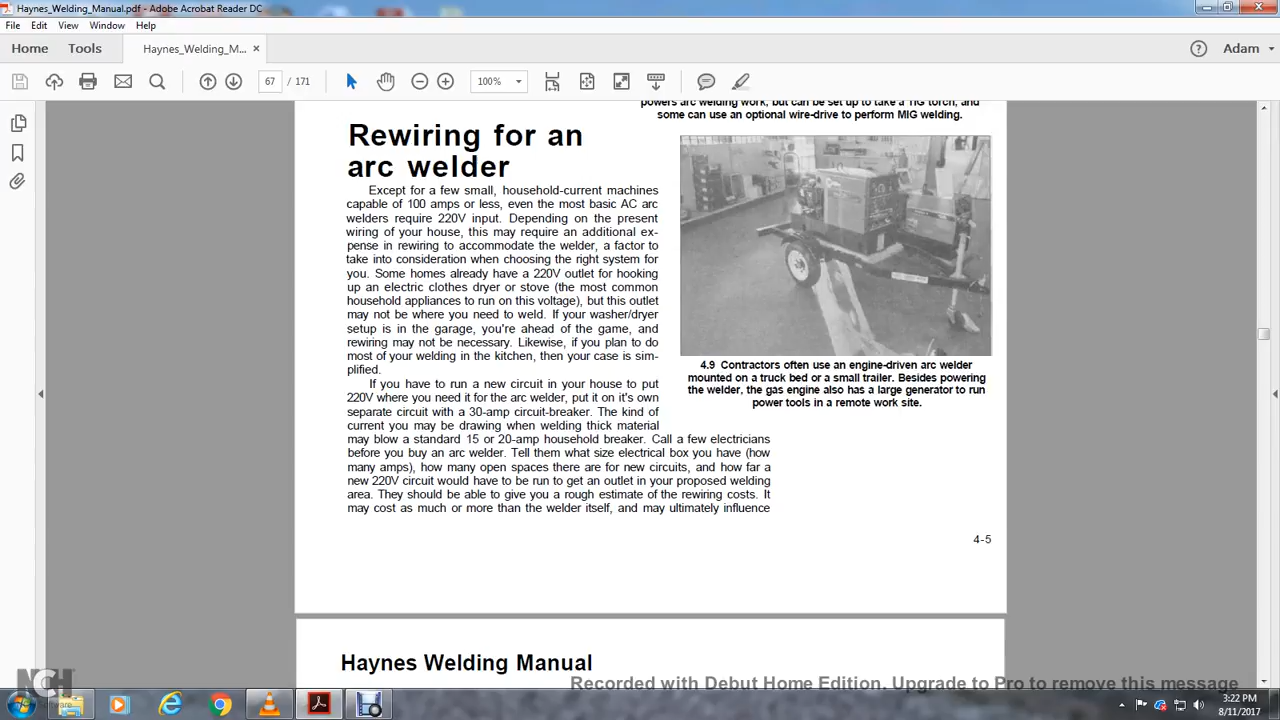 Haynes_Welding_Manual.pdf - Adobe Acrobat Reader DC
File Edit View Window Help
Home Tools Haynes_Welding_M... × Adam
67 / 171 100%
powers arc welding work, but can be set up to take a TIG torch, and
some can use an optional wire-drive to perform MIG welding.
Rewiring for an
arc welder
Except for a few small, household-current machines
capable of 100 amps or less, even the most basic AC arc
welders require 220V input. Depending on the present
wiring of your house, this may require an additional ex-
pense in rewiring to accommodate the welder, a factor to
take into consideration when choosing the right system for
you. Some homes already have a 220V outlet for hooking
up an electric clothes dryer or stove (the most common
household appliances to run on this voltage), but this outlet
may not be where you need to weld. If your washer/dryer
setup is in the garage, you're ahead of the game, and
rewiring may not be necessary. Likewise, if you plan to do
most of your welding in the kitchen, then your case is sim-
plified.
If you have to run a new circuit in your house to put
220V where you need it for the arc welder, put it on it's own
separate circuit with a 30-amp circuit-breaker. The kind of
current you may be drawing when welding thick material
may blow a standard 15 or 20-amp household breaker. Call a few electricians
before you buy an arc welder. Tell them what size electrical box you have (how
many amps), how many open spaces there are for new circuits, and how far a
new 220V circuit would have to be run to get an outlet in your proposed welding
area. They should be able to give you a rough estimate of the rewiring costs. It
may cost as much or more than the welder itself, and may ultimately influence
4.9 Contractors often use an engine-driven arc welder
mounted on a truck bed or a small trailer. Besides powering
the welder, the gas engine also has a large generator to run
power tools in a remote work site.
4-5
Haynes Welding Manual
NCH
Recorded with Debut Home Edition. Upgrade to Pro to remove this message
3:22 PM
8/11/2017